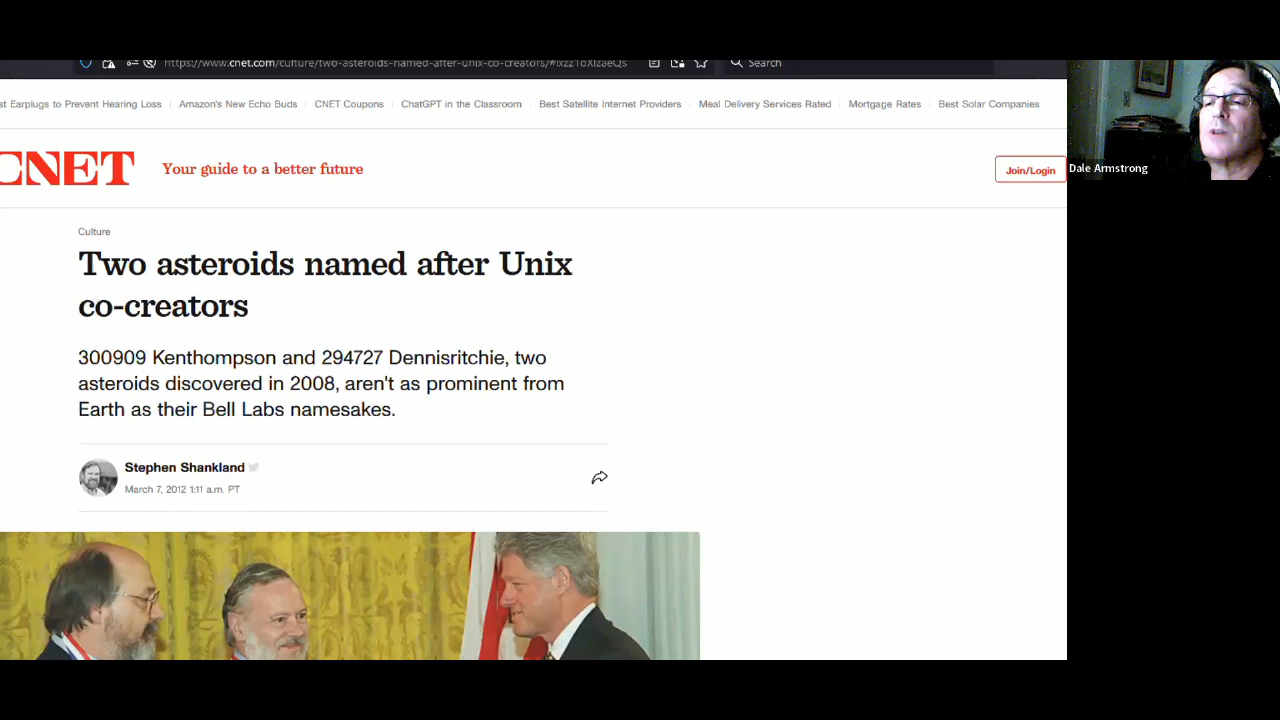 https://www.cnet.com/culture/two-asteroids-named-after-unix-co-creators/ Search
st Earplugs to Prevent Hearing Loss Amazon's New Echo Buds CNET Coupons ChatGPT in the Classroom Best Satellite Internet Providers Meal Delivery Services Rated Mortgage Rates Best Solar Companies
CNET Your guide to a better future Join/Login
Dale Armstrong
Culture
Two asteroids named after Unix
co-creators
300909 Kenthompson and 294727 Dennisritchie, two
asteroids discovered in 2008, aren't as prominent from
Earth as their Bell Labs namesakes.
Stephen Shankland
March 7, 2012 1:11 a.m. PT